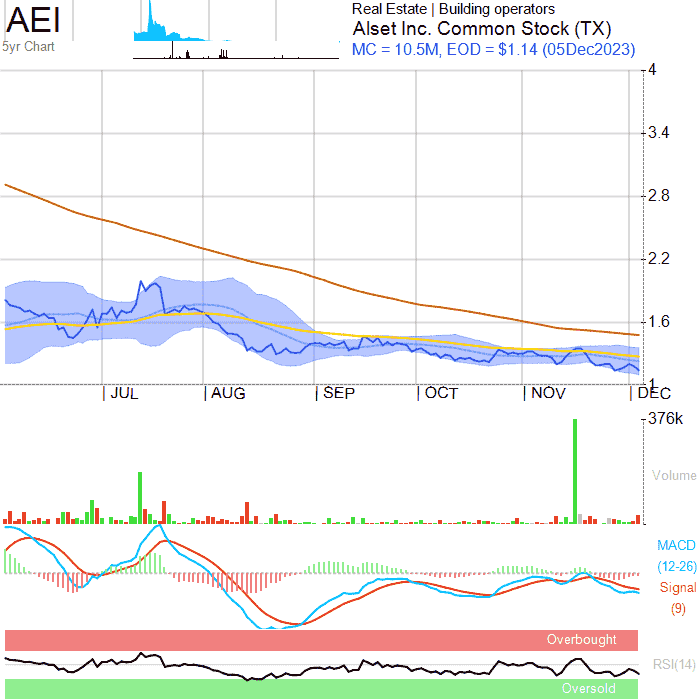 AEI
5yr Chart
Real Estate | Building operators
Alset Inc. Common Stock (TX)
MC = 10.5M, EOD = $1.14 (05Dec2023)
4
3.4
2.8
2.2
1.6
1
| JUL | AUG | SEP | OCT | NOV | DEC
376k
Volume
MACD
(12-26)
Signal
(9)
Overbought
RSI(14)
Oversold